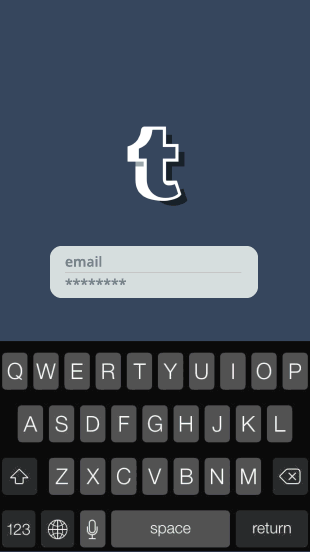 t
email
********
Q W E R T Y U I O P
A S D F G H J K L
Z X C V B N M
123 space return